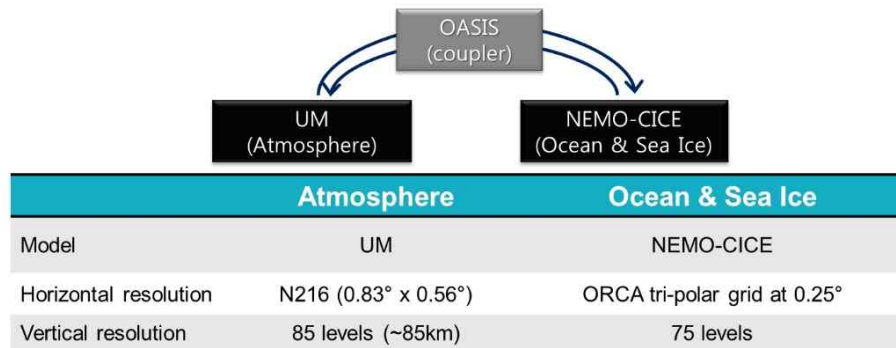 OASIS
(coupler)
UM
(Atmosphere)
NEMO-CICE
(Ocean & Sea Ice)
Atmosphere Ocean & Sea Ice
Model UM NEMO-CICE
Horizontal resolution N216 (0.83° x 0.56°) ORCA tri-polar grid at 0.25°
Vertical resolution 85 levels (~85km) 75 levels